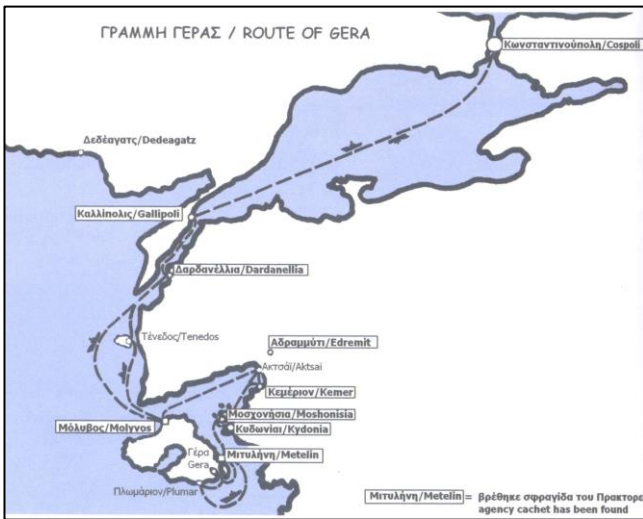 ΓΡΑΜΜΗ ΓΕΡΑΣ / ROUTE OF GERA
Κωνσταντινούπολη/Cospoli
Δεδέαγατς/Dedeagatz
Καλλίπολις/Gallipoli
Δαρδανέλλια/Dardanellia
Τένεδος/Tenedos
Αδραμμύτι/Edremit
Ακτσάϊ/Aktsai
Κεμέριον/Kemer
Μοσχονήσια/Moshonisia
Μόλυβος/Molyvos
Κυδωνίαι/Kydonia
Γέρα
Gera
Μιτυλήνη/Metelin
Πλωμάριον/Plumar
Μιτυλήνη/Metelin = βρέθηκε σφραγίδα του Πρακτορε
agency cachet has been found